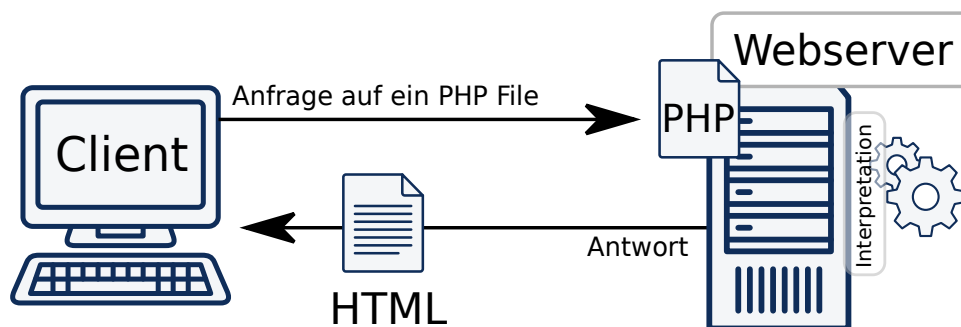 Webserver
Anfrage auf ein PHP File
PHP
Client
Interpretation
Antwort
HTML